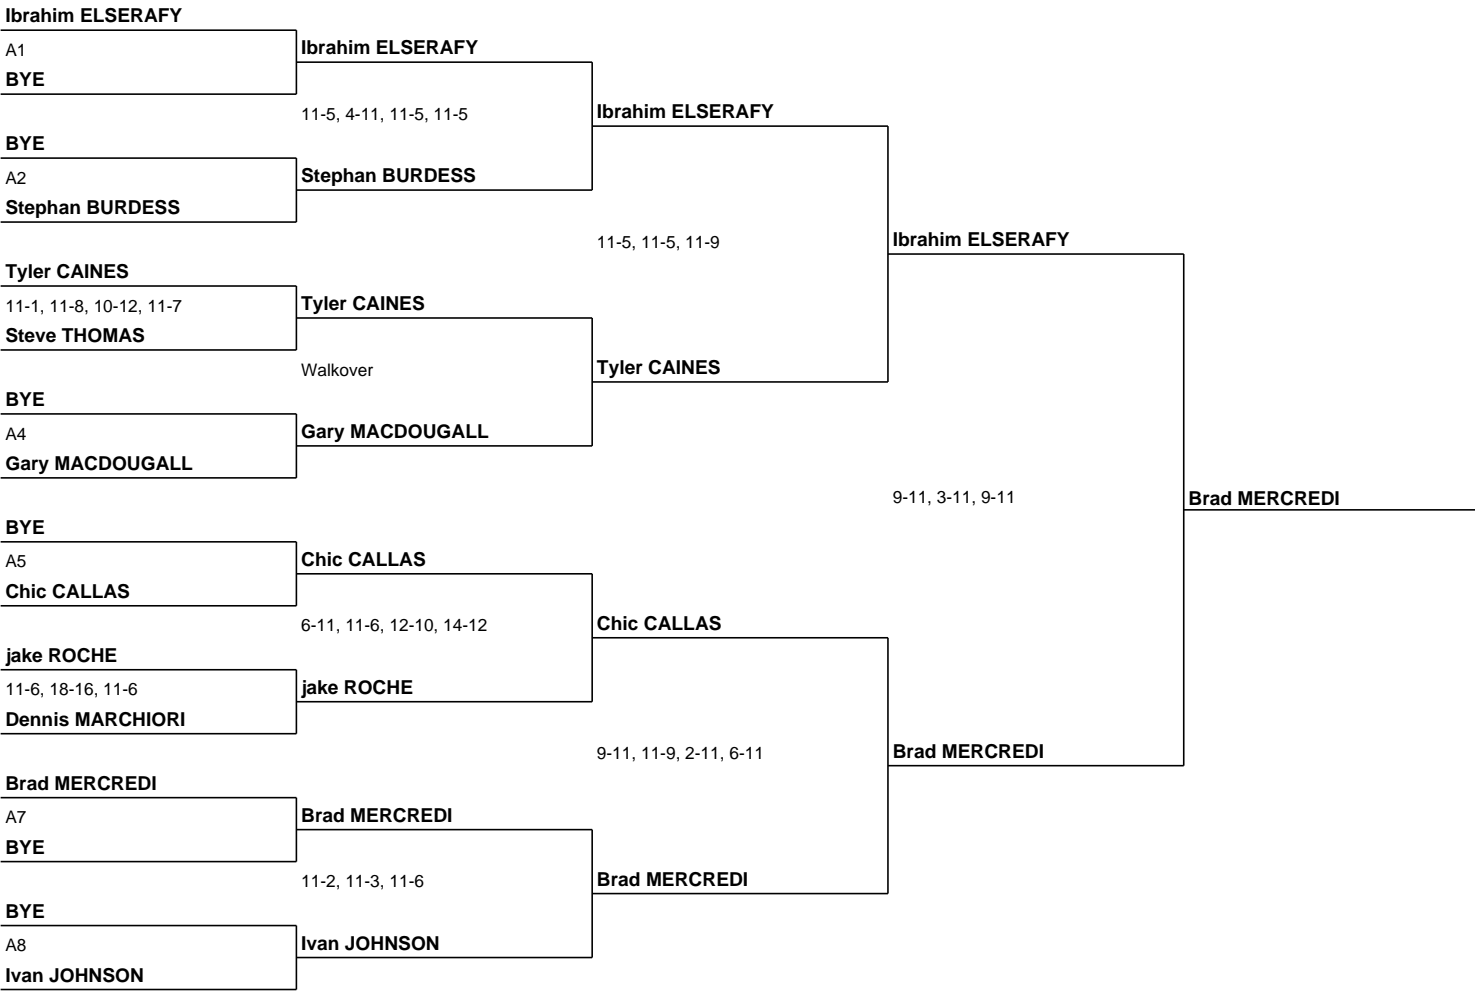 Ibrahim ELSERAFY
A1
BYE
BYE
A2
Stephan BURDESS
Tyler CAINES
11-1, 11-8, 10-12, 11-7
Steve THOMAS
BYE
A4
Gary MACDOUGALL
BYE
A5
Chic CALLAS
jake ROCHE
11-6, 18-16, 11-6
Dennis MARCHIORI
Brad MERCREDI
A7
BYE
BYE
A8
Ivan JOHNSON
Ibrahim ELSERAFY
11-5, 4-11, 11-5, 11-5
Stephan BURDESS
Tyler CAINES
Walkover
Gary MACDOUGALL
Chic CALLAS
6-11, 11-6, 12-10, 14-12
jake ROCHE
Brad MERCREDI
11-2, 11-3, 11-6
Ivan JOHNSON
Ibrahim ELSERAFY
11-5, 11-5, 11-9
Tyler CAINES
Chic CALLAS
9-11, 11-9, 2-11, 6-11
Brad MERCREDI
Ibrahim ELSERAFY
9-11, 3-11, 9-11
Brad MERCREDI
Brad MERCREDI